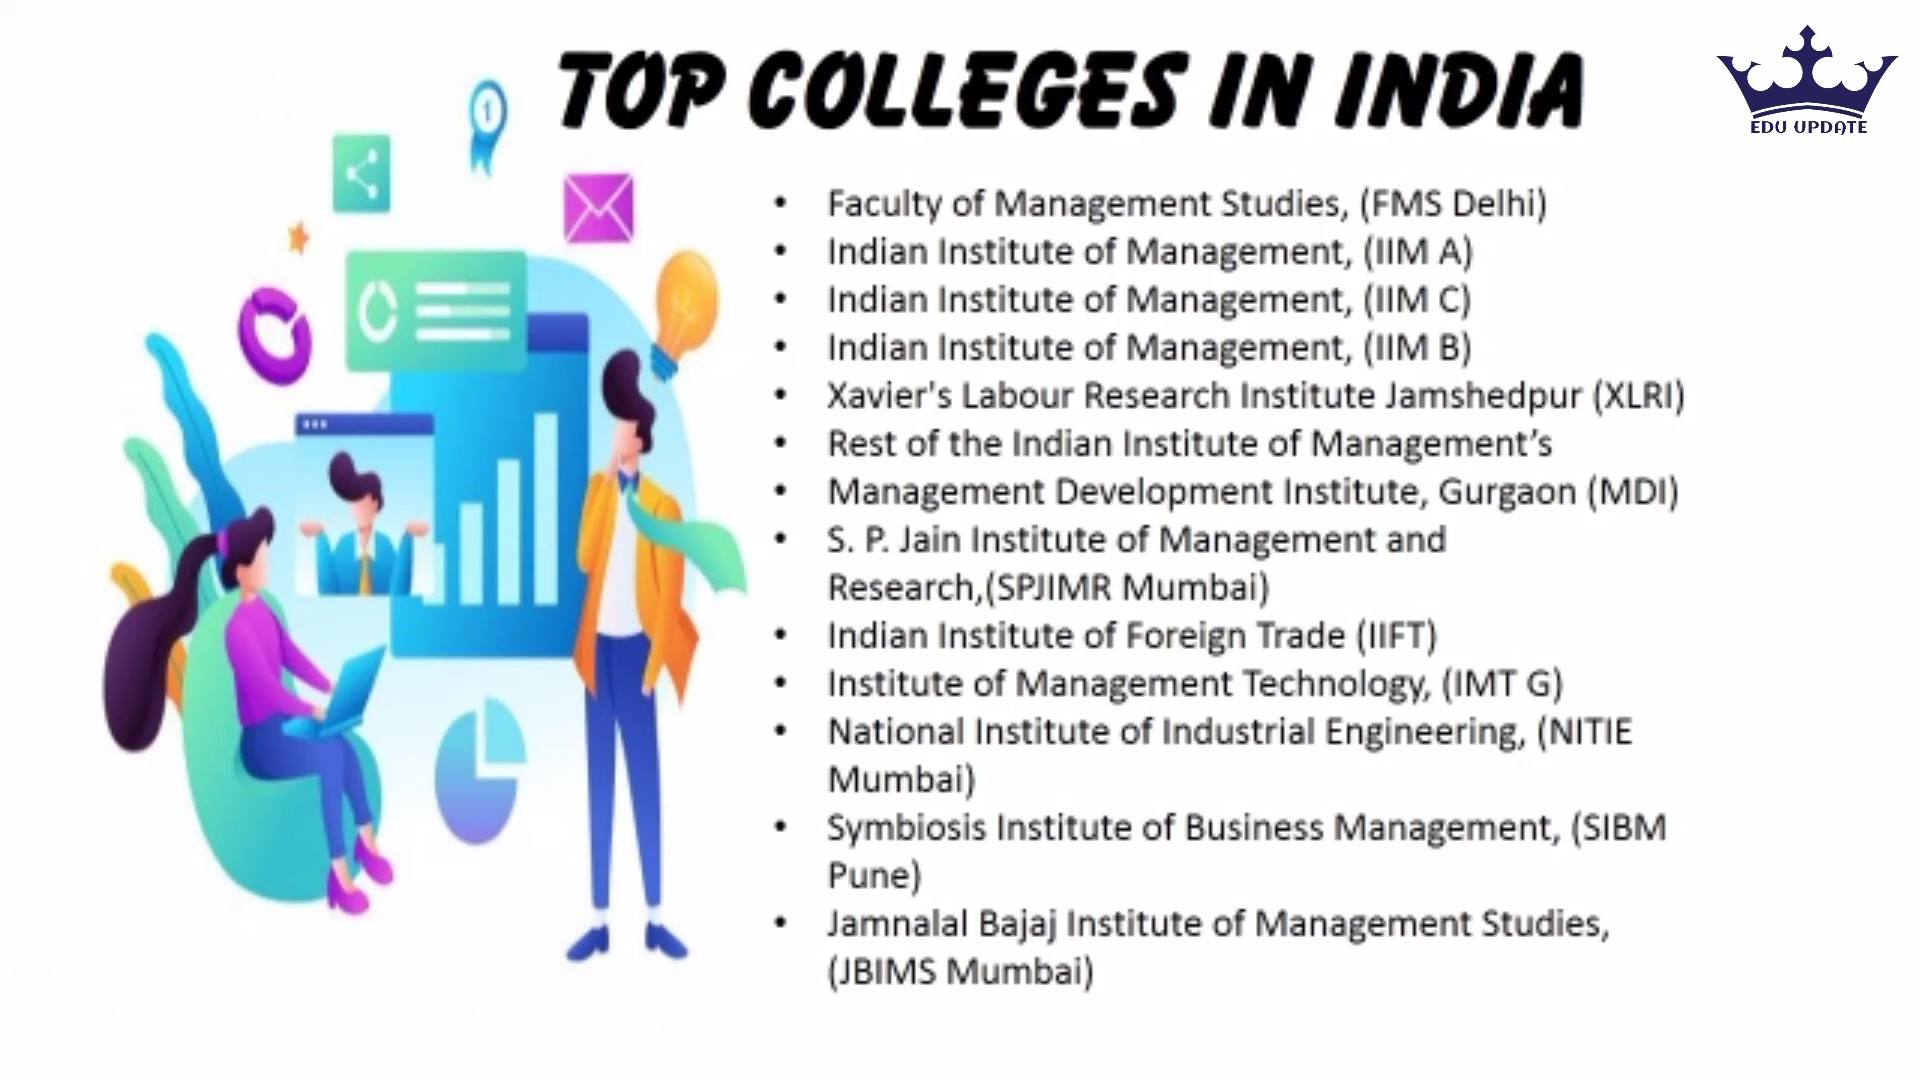 TOP COLLEGES IN INDIA
EDU UPDATE
1
• Faculty of Management Studies, (FMS Delhi)
• Indian Institute of Management, (IIM A)
• Indian Institute of Management, (IIM C)
• Indian Institute of Management, (IIM B)
• Xavier's Labour Research Institute Jamshedpur (XLRI)
• Rest of the Indian Institute of Management’s
• Management Development Institute, Gurgaon (MDI)
• S. P. Jain Institute of Management and
Research,(SPJIMR Mumbai)
• Indian Institute of Foreign Trade (IIFT)
• Institute of Management Technology, (IMT G)
• National Institute of Industrial Engineering, (NITIE
Mumbai)
• Symbiosis Institute of Business Management, (SIBM
Pune)
• Jamnalal Bajaj Institute of Management Studies,
(JBIMS Mumbai)